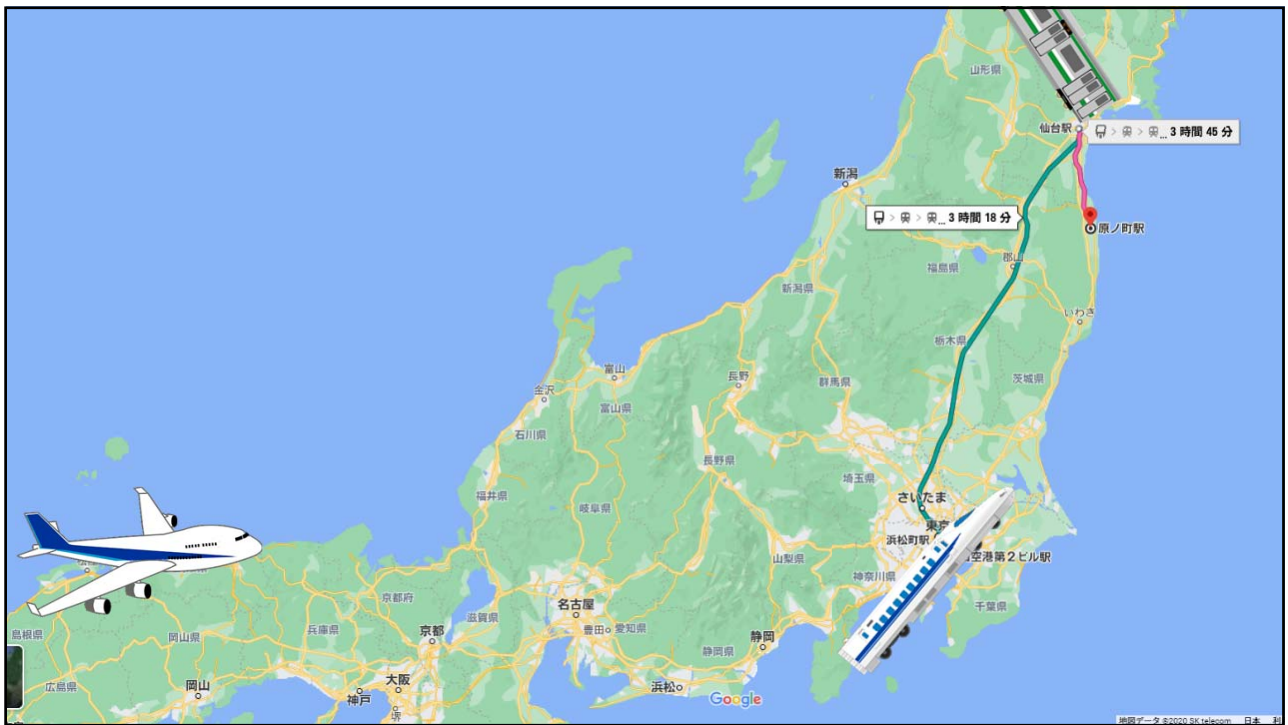 山形県
仙台駅
3 時間 45 分
新潟
3 時間 18 分
原ノ町駅
福島県
郡山
新潟県
いわき
栃木県
富山
長野
群馬県
茨城県
金沢
富山県
石川県
長野県
埼玉県
さいたま
福井県
岐阜県
東京
浜松町駅
空港第2ビル駅
山梨県
神奈川県
千葉県
京都府
名古屋
滋賀県
島根県
岡山県
兵庫県
京都
豊田
愛知県
静岡
静岡県
広島県
岡山
神戸
大阪
浜松
堺
Google
地図データ ©2020 SK telecom 日本